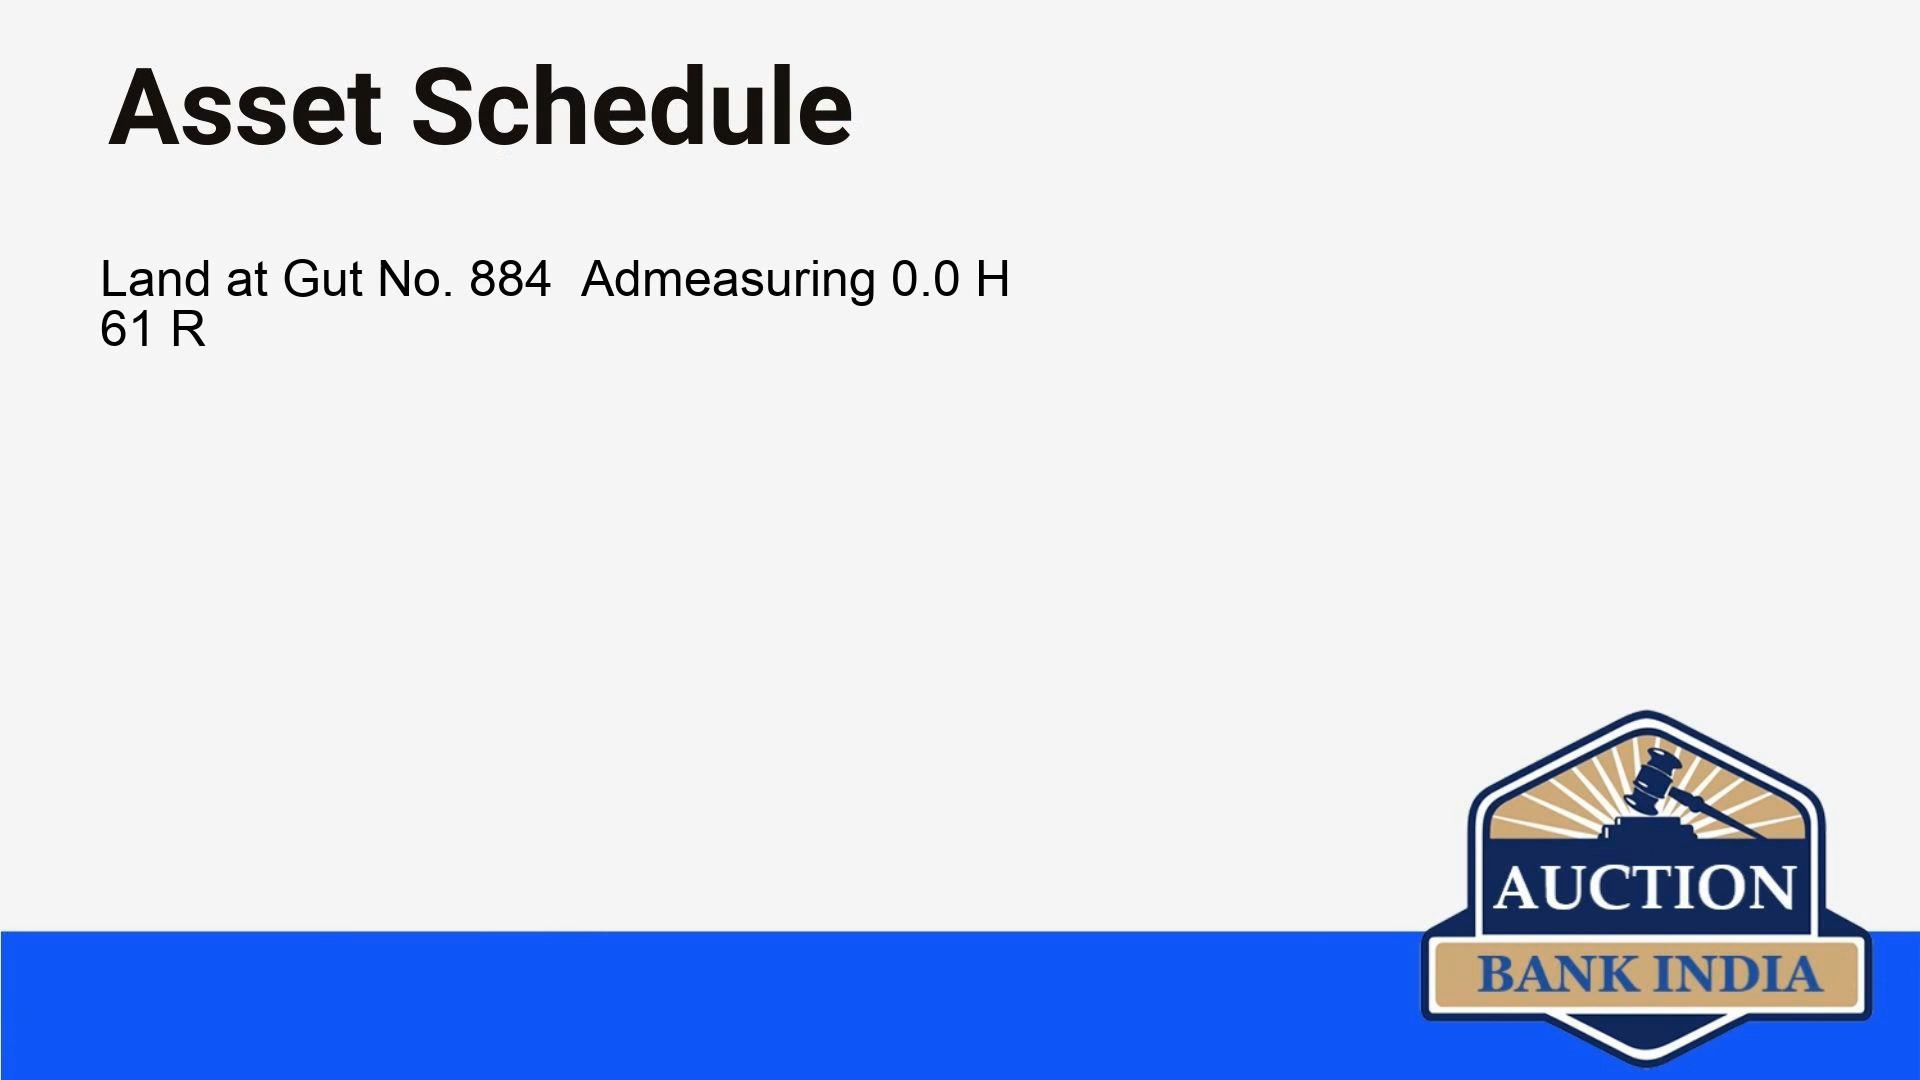 Asset Schedule
Land at Gut No. 884  Admeasuring 0.0 H
61 R
AUCTION
BANK INDIA